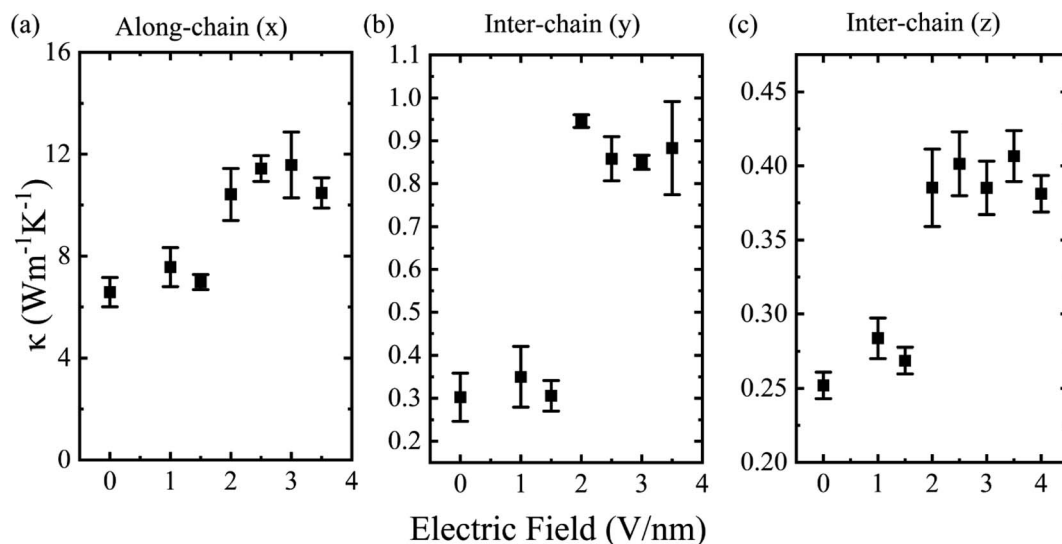 (a) Along-chain (x)
(b) Inter-chain (y)
(c) Inter-chain (z)
κ (Wm⁻¹K⁻¹)
16
12
8
4
0
0 1 2 3 4
1.1
1.0
0.9
0.8
0.7
0.6
0.5
0.4
0.3
0.2
0 1 2 3 4
0.45
0.40
0.35
0.30
0.25
0.20
0 1 2 3 4
Electric Field (V/nm)